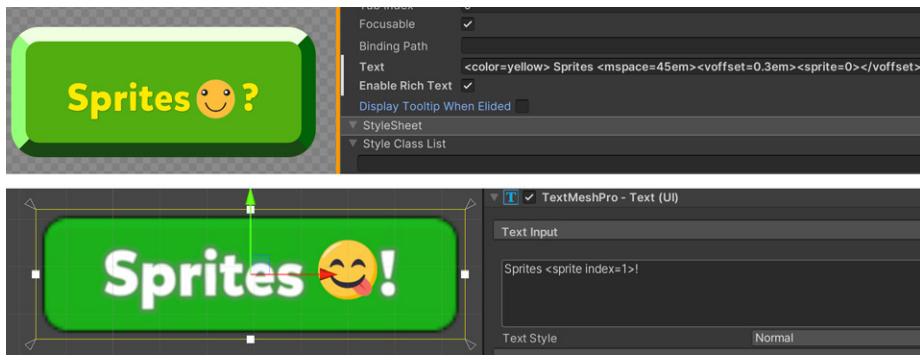 Focusable
Binding Path
Text <color=yellow> Sprites <mspace=45em><voffset=0.3em><sprite=0></voffset>
Enable Rich Text
Display Tooltip When Elided
StyleSheet
Style Class List
Sprites ?
T TextMeshPro - Text (UI)
Text Input
Sprites <sprite index=1>!
Text Style Normal
Sprites !